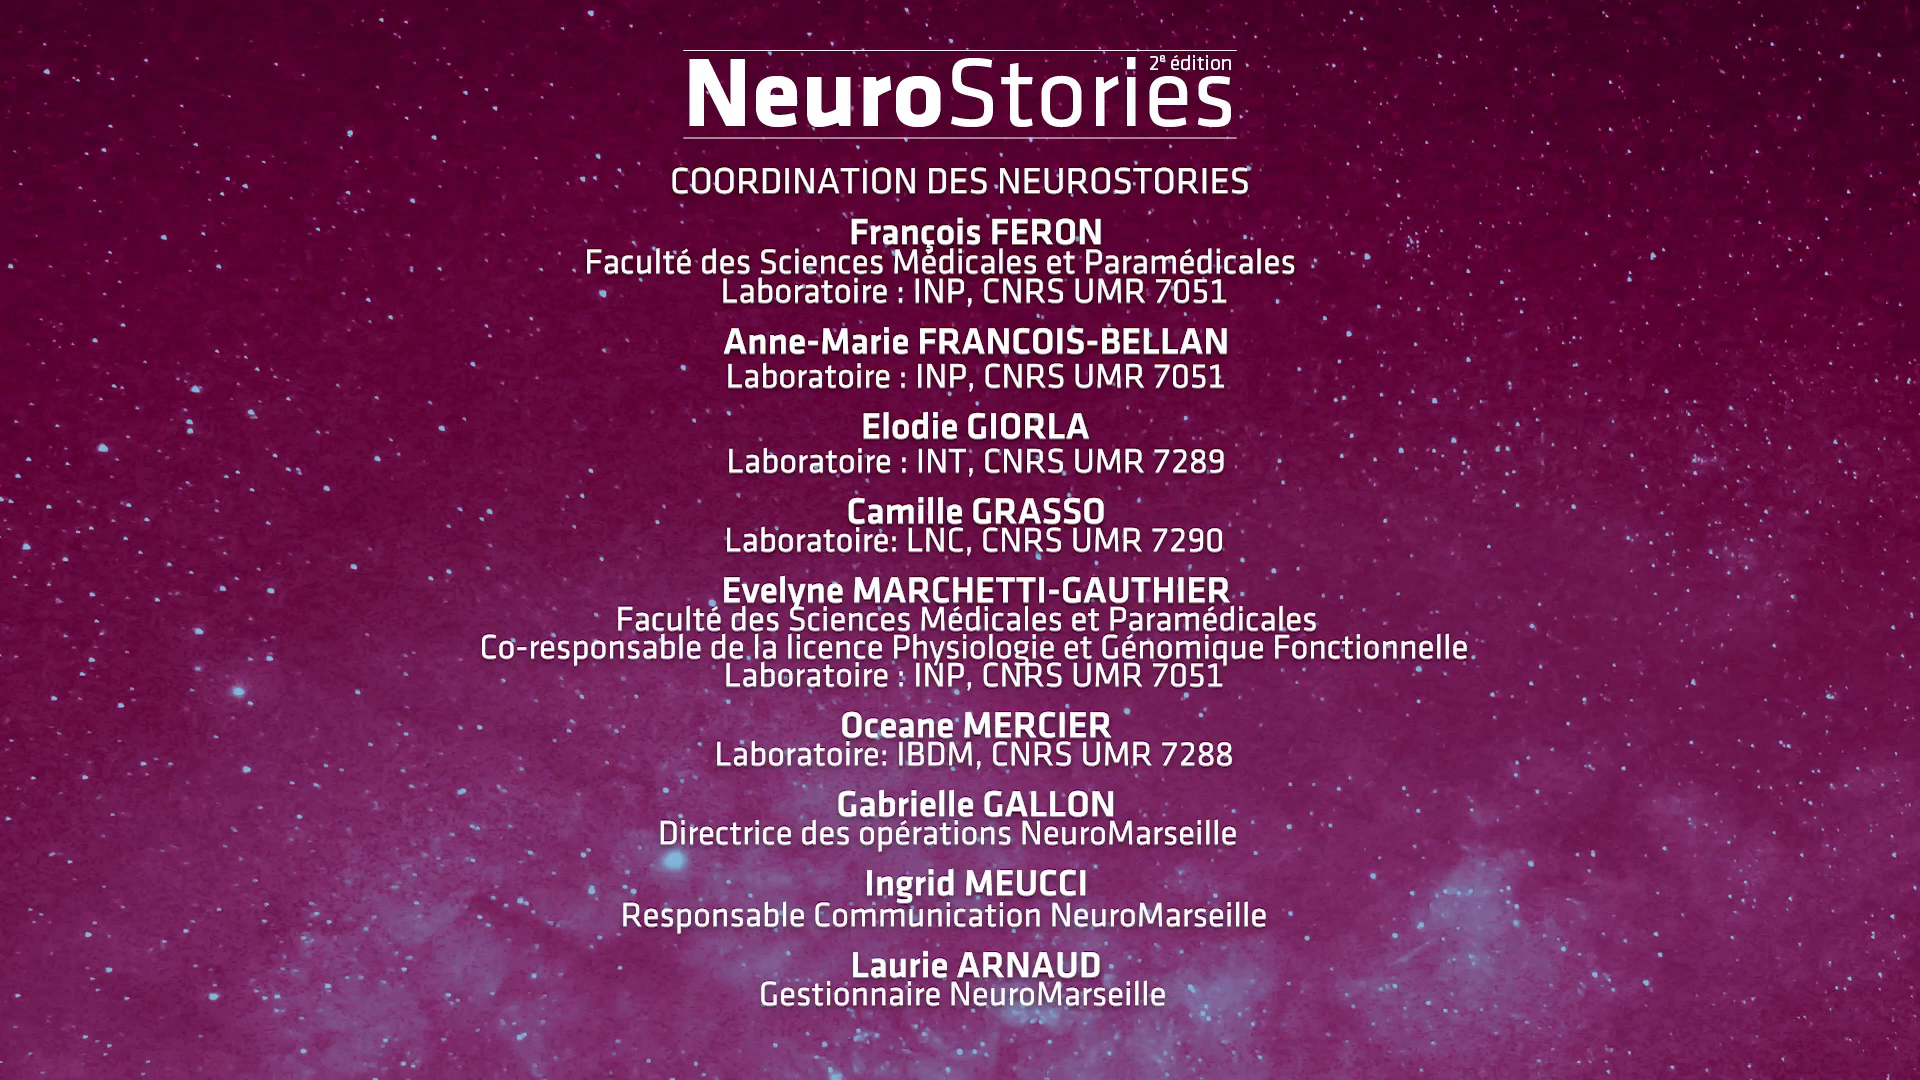 NeuroStories 2e édition
COORDINATION DES NEUROSTORIES
François FERON
Faculté des Sciences Médicales et Paramédicales
Laboratoire : INP, CNRS UMR 7051
Anne-Marie FRANCOIS-BELLAN
Laboratoire : INP, CNRS UMR 7051
Elodie GIORLA
Laboratoire : INT, CNRS UMR 7289
Camille GRASSO
Laboratoire: LNC, CNRS UMR 7290
Evelyne MARCHETTI-GAUTHIER
Faculté des Sciences Médicales et Paramédicales
Co-responsable de la licence Physiologie et Génomique Fonctionnelle
Laboratoire : INP, CNRS UMR 7051
Oceane MERCIER
Laboratoire: IBDM, CNRS UMR 7288
Gabrielle GALLON
Directrice des opérations NeuroMarseille
Ingrid MEUCCI
Responsable Communication NeuroMarseille
Laurie ARNAUD
Gestionnaire NeuroMarseille